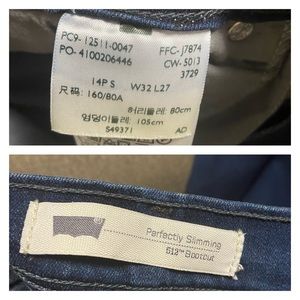 PC9-12511-0047 FFC-J7874
PO-4100206446 CW-5013
3729
14P S W32 L27
尺码: 160/80A
허리둘레: 80cm
엉덩이둘레: 105cm
S49371 AD
Perfectly Slimming
512™ Bootcut